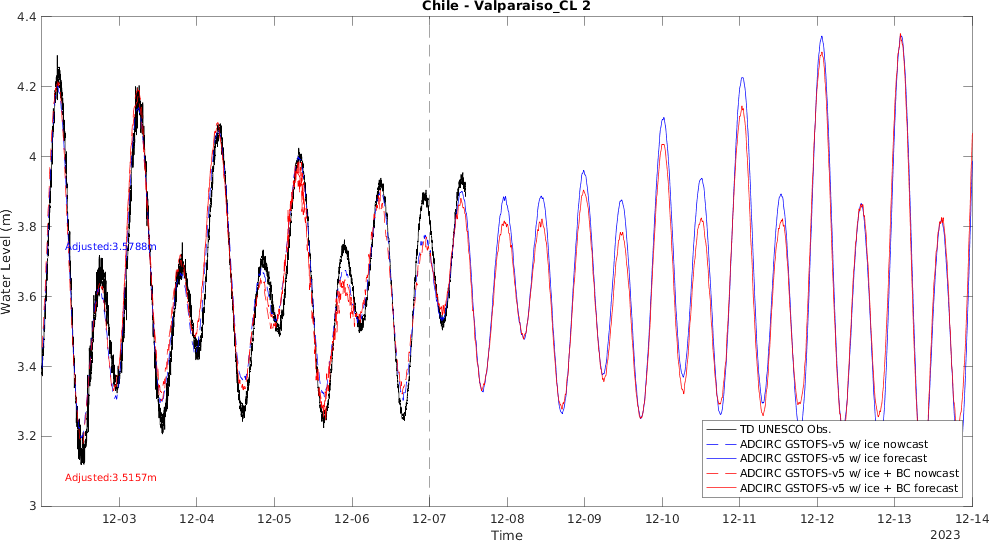 Chile - Valparaiso_CL 2
4.4
4.2
4
3.8
3.6
3.4
3.2
3
Water Level (m)
Adjusted:3.5788m
Adjusted:3.5157m
TD UNESCO Obs.
ADCIRC GSTOFS-v5 w/ ice nowcast
ADCIRC GSTOFS-v5 w/ ice forecast
ADCIRC GSTOFS-v5 w/ ice + BC nowcast
ADCIRC GSTOFS-v5 w/ ice + BC forecast
12-03 12-04 12-05 12-06 12-07 12-08 12-09 12-10 12-11 12-12 12-13 12-14
Time
2023